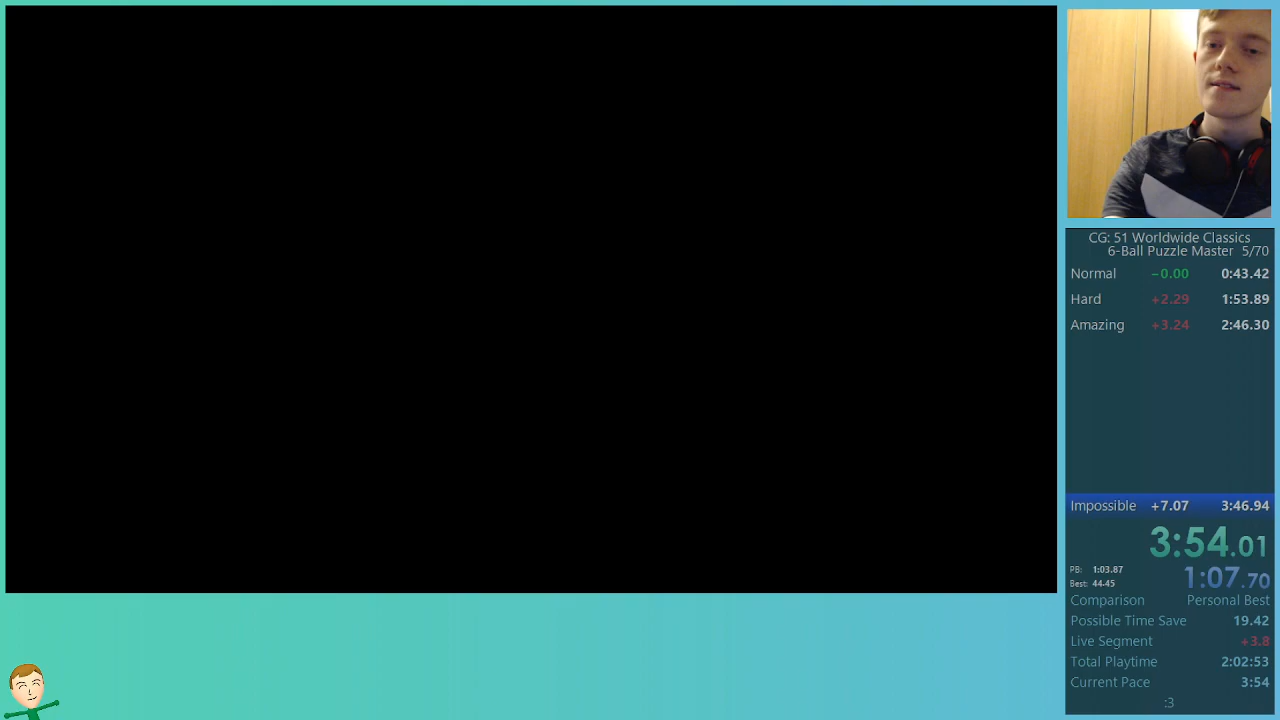 CG: 51 Worldwide Classics
6-Ball Puzzle Master 5/70
Normal −0.00 0:43.42
Hard +2.29 1:53.89
Amazing +3.24 2:46.30
Impossible +7.07 3:46.94
3:54.01
PB: 1:03.87
Best: 44.45
1:07.70
Comparison Personal Best
Possible Time Save 19.42
Live Segment +3.8
Total Playtime 2:02:53
Current Pace 3:54
:3